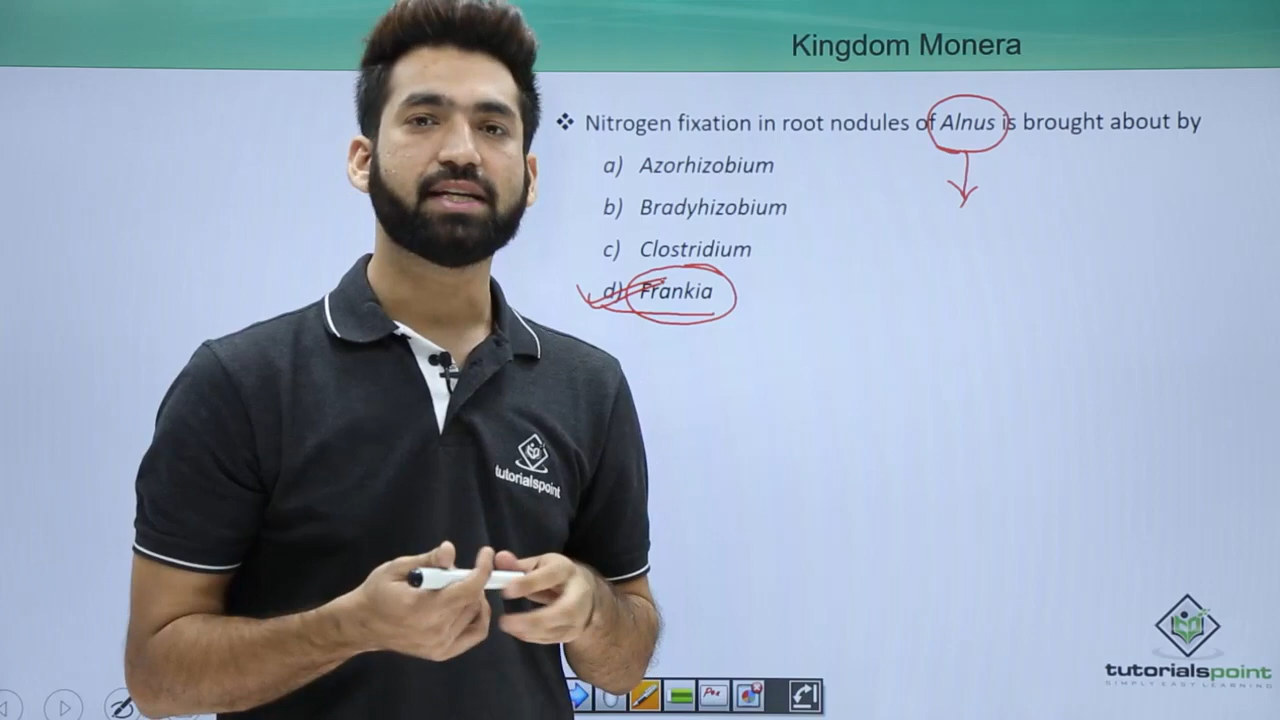 Kingdom Monera
❖ Nitrogen fixation in root nodules of Alnus is brought about by
a) Azorhizobium
b) Bradyhizobium
c) Clostridium
d) Frankia
tutorialspoint
tutorialspoint
SIMPLY EASY LEARNING
Pen